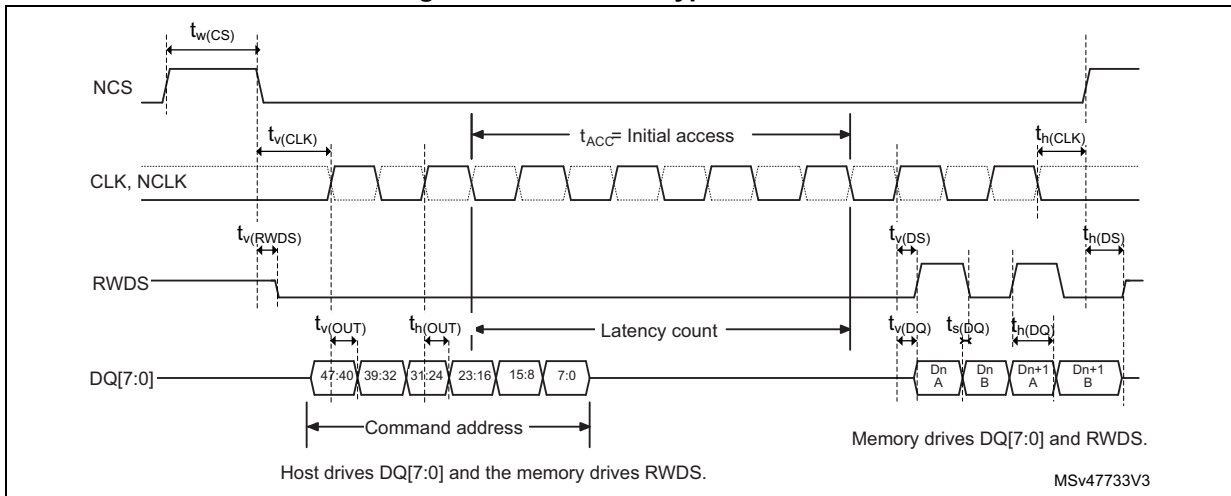 tw(CS)
NCS
tv(CLK)
tACC= Initial access
th(CLK)
CLK, NCLK
tv(RWDS)
tv(DS)
th(DS)
RWDS
tv(OUT)
th(OUT)
Latency count
tv(DQ)
ts(DQ)
th(DQ)
DQ[7:0]
47:40 39:32 31:24 23:16 15:8 7:0
Dn A
Dn B
Dn+1 A
Dn+1 B
Command address
Memory drives DQ[7:0] and RWDS.
Host drives DQ[7:0] and the memory drives RWDS.
MSv47733V3